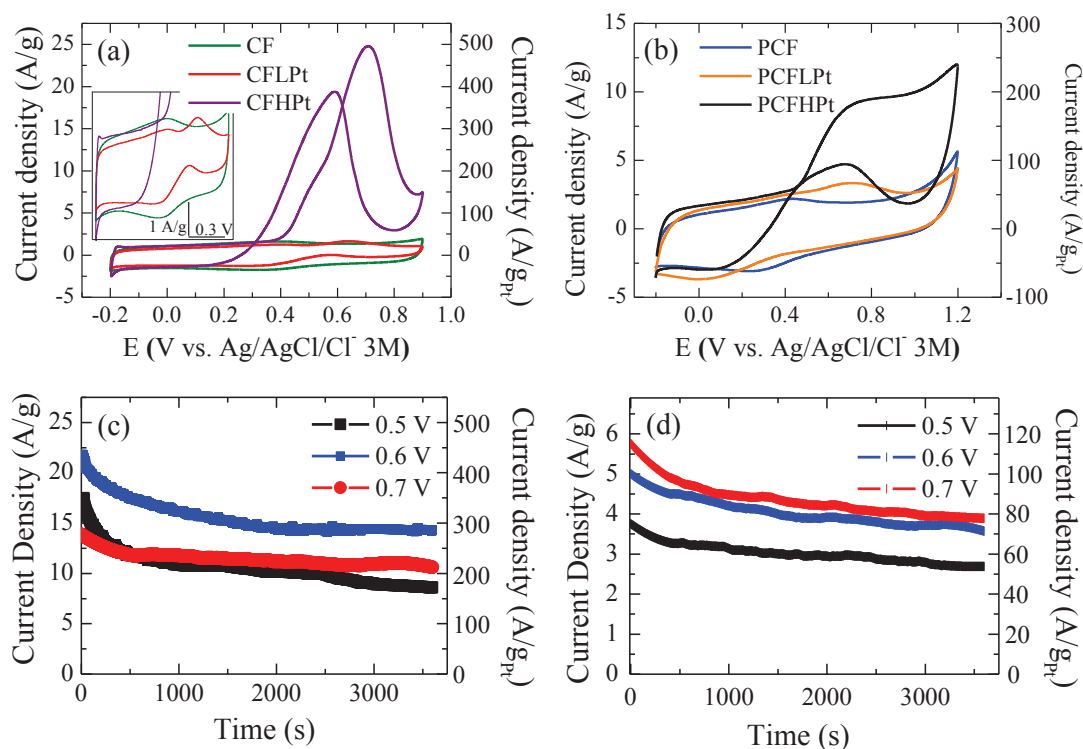 (a)
CF
CFLPt
CFHPt
1 A/g
0.3 V
25
20
15
10
5
0
-5
500
400
300
200
100
0
-0.2 0.0 0.2 0.4 0.6 0.8 1.0
Current density (A/g)
Current density (A/gPt)
E (V vs. Ag/AgCl/Cl- 3M)
(b)
PCF
PCFLPt
PCFHPt
15
10
5
0
-5
300
200
100
0
-100
0.0 0.4 0.8 1.2
Current density (A/g)
Current density (A/gPt)
E (V vs. Ag/AgCl/Cl- 3M)
(c)
0.5 V
0.6 V
0.7 V
25
20
15
10
5
0
500
400
300
200
100
0
0 1000 2000 3000
Current Density (A/g)
Current density (A/gPt)
Time (s)
(d)
0.5 V
0.6 V
0.7 V
6
5
4
3
2
1
0
120
100
80
60
40
20
0
0 1000 2000 3000
Current Density (A/g)
Current density (A/gPt)
Time (s)